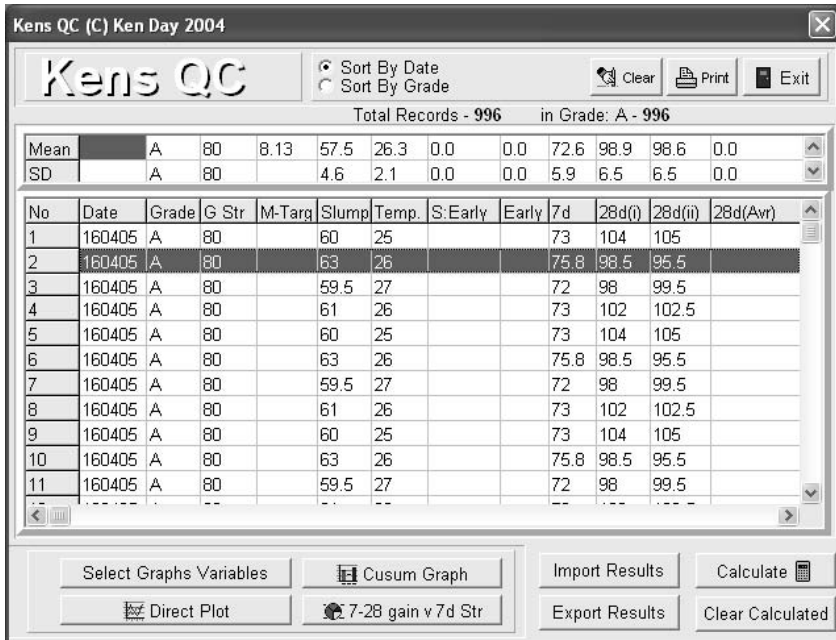 Kens QC (C) Ken Day 2004
Kens QC
Sort By Date
Sort By Grade
Clear
Print
Exit
Total Records - 996 in Grade: A - 996
Mean A 80 8.13 57.5 26.3 0.0 0.0 72.6 98.9 98.6 0.0
SD A 80 4.6 2.1 0.0 0.0 5.9 6.5 6.5 0.0
No Date Grade G Str M-Targ Slump Temp. S:Early Early 7d 28d(i) 28d(ii) 28d(Avr)
1 160405 A 80 60 25 73 104 105
2 160405 A 80 63 26 75.8 98.5 95.5
3 160405 A 80 59.5 27 72 98 99.5
4 160405 A 80 61 26 73 102 102.5
5 160405 A 80 60 25 73 104 105
6 160405 A 80 63 26 75.8 98.5 95.5
7 160405 A 80 59.5 27 72 98 99.5
8 160405 A 80 61 26 73 102 102.5
9 160405 A 80 60 25 73 104 105
10 160405 A 80 63 26 75.8 98.5 95.5
11 160405 A 80 59.5 27 72 98 99.5
Select Graphs Variables
Cusum Graph
Import Results
Calculate
Direct Plot
7-28 gain v 7d Str
Export Results
Clear Calculated